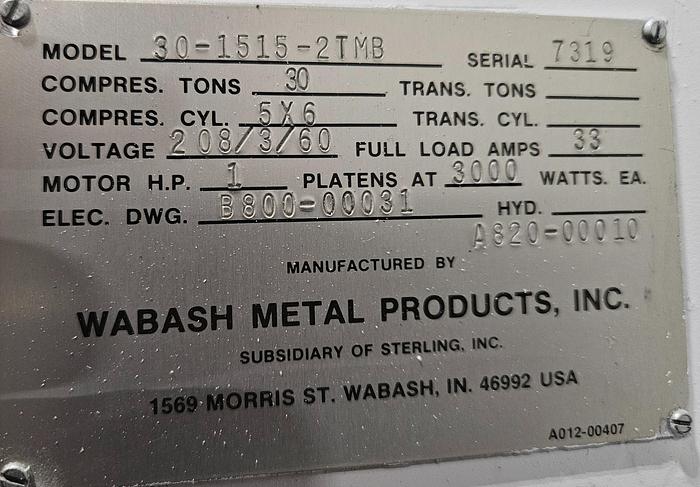 MODEL 30-1515-2TMB SERIAL 7319
COMPRES. TONS 30 TRANS. TONS
COMPRES. CYL. 5X6 TRANS. CYL.
VOLTAGE 208/3/60 FULL LOAD AMPS 33
MOTOR H.P. 1 PLATENS AT 3000 WATTS. EA.
ELEC. DWG. B800-00031 HYD.
A820-00010
MANUFACTURED BY
WABASH METAL PRODUCTS, INC.
SUBSIDIARY OF STERLING, INC.
1569 MORRIS ST. WABASH, IN. 46992 USA
A012-00407